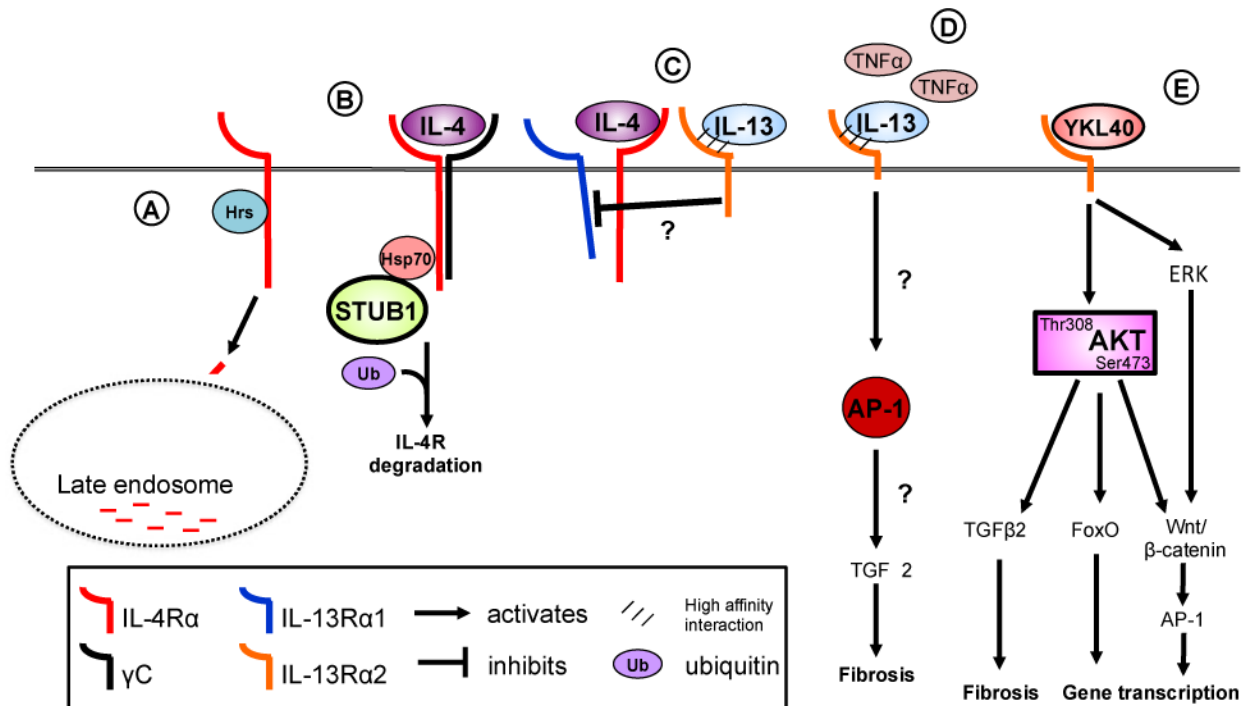 A
Hrs
Late endosome
B
IL-4
Hsp70
STUB1
Ub
IL-4R
degradation
C
IL-4
IL-13
?
D
TNFα
TNFα
IL-13
?
AP-1
?
TGF 2
Fibrosis
E
YKL40
ERK
Thr308
AKT
Ser473
TGFβ2
FoxO
Wnt/
β-catenin
AP-1
Fibrosis
Gene transcription
IL-4Rα
IL-13Rα1
activates
High affinity
interaction
γC
IL-13Rα2
inhibits
Ub
ubiquitin